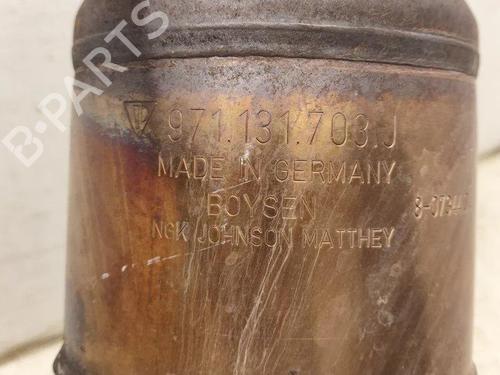 B-PARTS
971.131.703.J
MADE IN GERMANY
BOYSEN
NGK JOHNSON MATTHEY